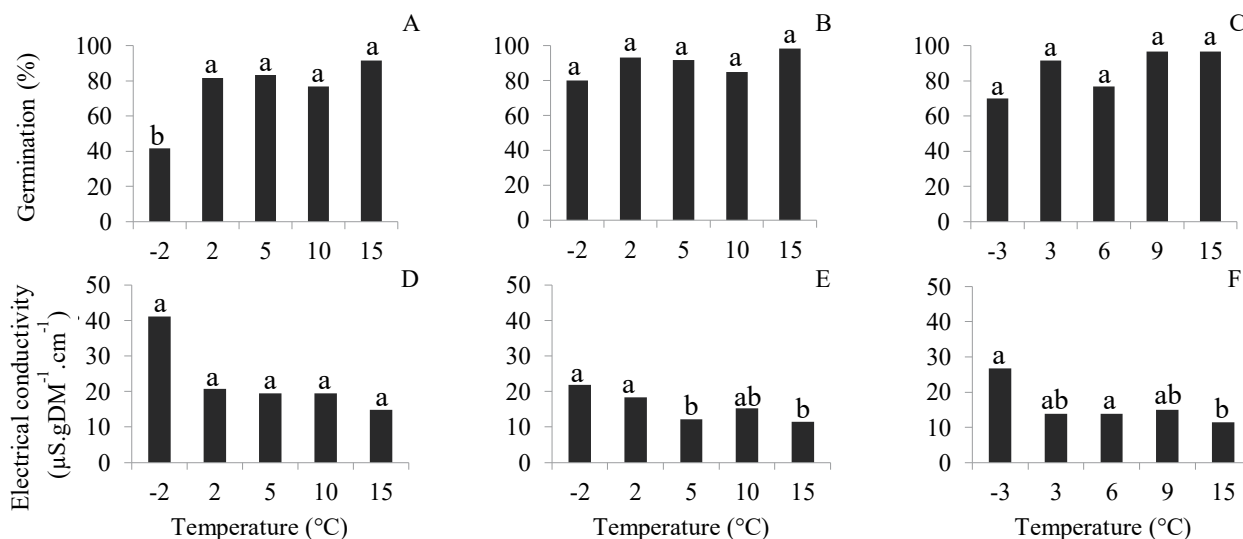 A
Germination (%)
100
80
60
40
20
0
b
a
a
a
a
-2
2
5
10
15
B
100
80
60
40
20
0
a
a
a
a
a
-2
2
5
10
15
C
100
80
60
40
20
0
a
a
a
a
a
-3
3
6
9
15
D
Electrical conductivity
(µS.gDM⁻¹.cm⁻¹)
50
40
30
20
10
0
a
a
a
a
a
-2
2
5
10
15
Temperature (°C)
E
50
40
30
20
10
0
a
a
b
ab
b
-2
2
5
10
15
Temperature (°C)
F
50
40
30
20
10
0
a
ab
a
ab
b
-3
3
6
9
15
Temperature (°C)